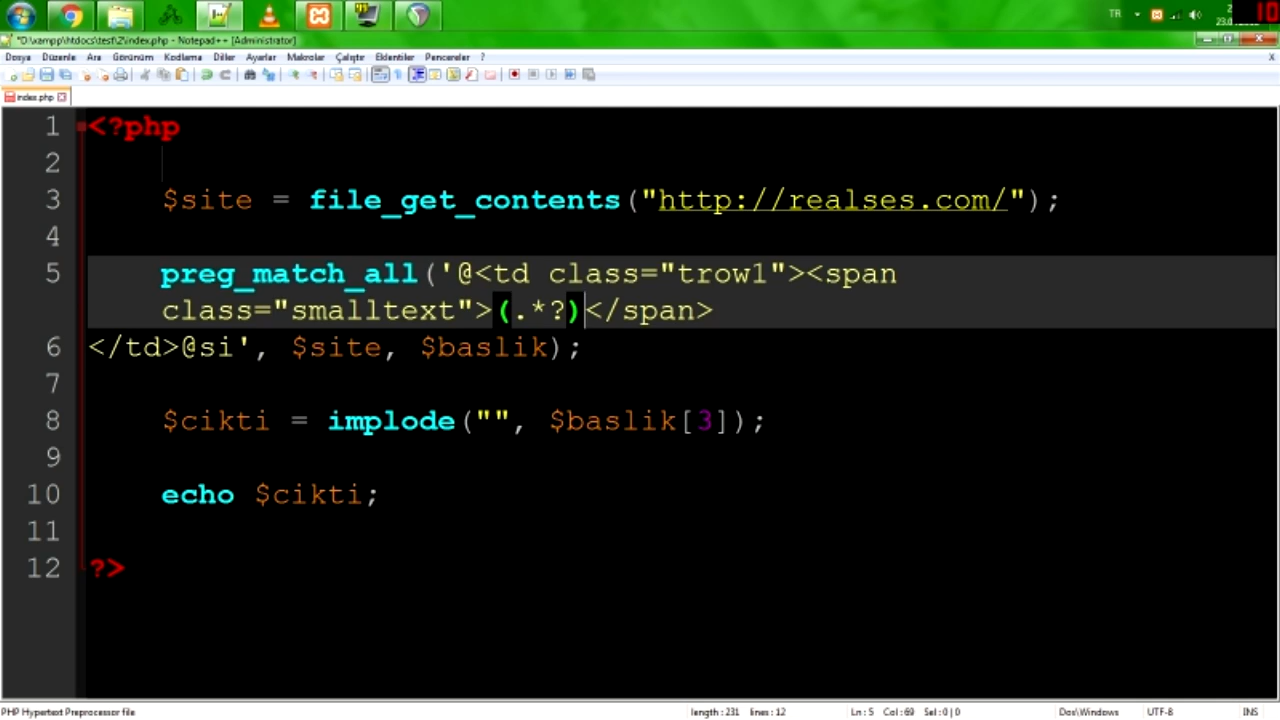 TR
23.0
10
*D:\xampp\htdocs\test\2\index.php - Notepad++ [Administrator]
Dosya Düzenle Ara Görünüm Kodlama Diller Ayarlar Makrolar Çalıştır Eklentiler Pencereler ? X
index.php
1 <?php
2
3 $site = file_get_contents("http://realses.com/");
4
5 preg_match_all('@<td class="trow1"><span
class="smalltext">(.*?)</span>
6 </td>@si', $site, $baslik);
7
8 $cikti = implode("", $baslik[3]);
9
10 echo $cikti;
11
12 ?>
PHP Hypertext Preprocessor file length : 231 lines : 12 Ln : 5 Col : 69 Sel : 0 | 0 Dos\Windows UTF-8 INS